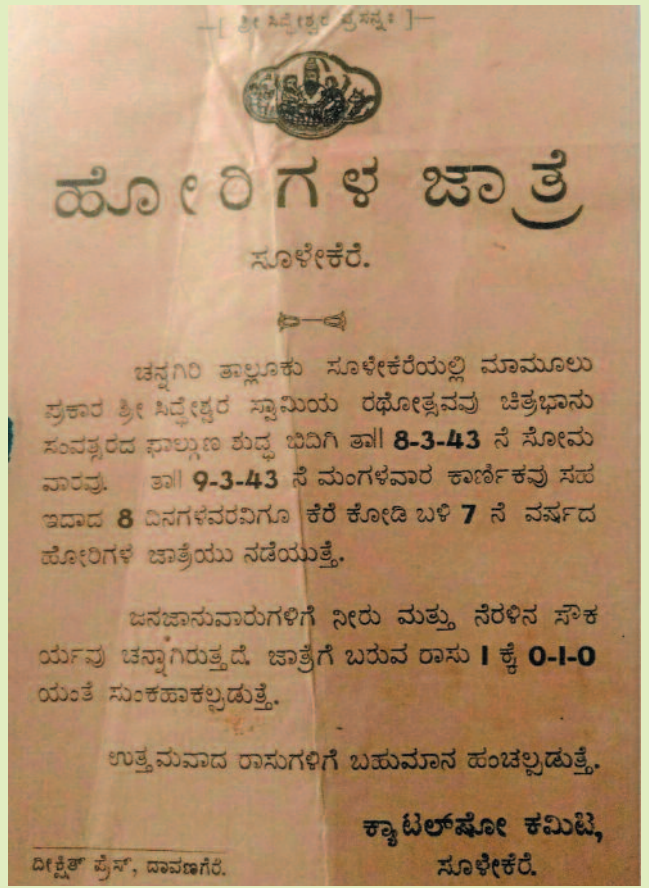 —[ ಶ್ರೀ ಸಿದ್ಧೇಶ್ವರ ಪ್ರಸನ್ನಃ ]—
ಹೋರಿಗಳ ಜಾತ್ರೆ
ಸೂಳೇಕೆರೆ.
ಚನ್ನಗಿರಿ ತಾಲ್ಲೂಕು ಸೂಳೇಕೆರೆಯಲ್ಲಿ ಮಾಮೂಲು
ಪ್ರಕಾರ ಶ್ರೀ ಸಿದ್ಧೇಶ್ವರ ಸ್ವಾಮಿಯ ರಥೋತ್ಸವವು ಚಿತ್ರಭಾನು
ಸಂವತ್ಸರದ ಫಾಲ್ಗುಣ ಶುದ್ಧ ಬಿದಿಗಿ ತಾ|| 8-3-43 ನೆ ಸೋಮ
ವಾರವು. ತಾ|| 9-3-43 ನೆ ಮಂಗಳವಾರ ಕಾರ್ಣಿಕವು ಸಹ
ಇದಾದ 8 ದಿನಗಳವರವಿಗೂ ಕೆರೆ ಕೋಡಿ ಬಳಿ 7 ನೆ ವರ್ಷದ
ಹೋರಿಗಳ ಜಾತ್ರೆಯು ನಡೆಯುತ್ತೆ.
ಜನಜಾನುವಾರುಗಳಿಗೆ ನೀರು ಮತ್ತು ನೆರಳಿನ ಸೌಕ
ರ್ಯವು ಚನ್ನಾಗಿರುತ್ತದೆ. ಜಾತ್ರೆಗೆ ಬರುವ ರಾಸು 1 ಕ್ಕೆ 0-1-0
ಯಂತೆ ಸುಂಕಹಾಕಲ್ಪಡುತ್ತೆ.
ಉತ್ತಮವಾದ ರಾಸುಗಳಿಗೆ ಬಹುಮಾನ ಹಂಚಲ್ಪಡುತ್ತೆ.
ಕ್ಯಾಟಲ್‌ಷೋ ಕಮಿಟಿ,
ಸೂಳೇಕೆರೆ.
ದೀಕ್ಷಿತ್ ಪ್ರೆಸ್, ದಾವಣಗೆರೆ.